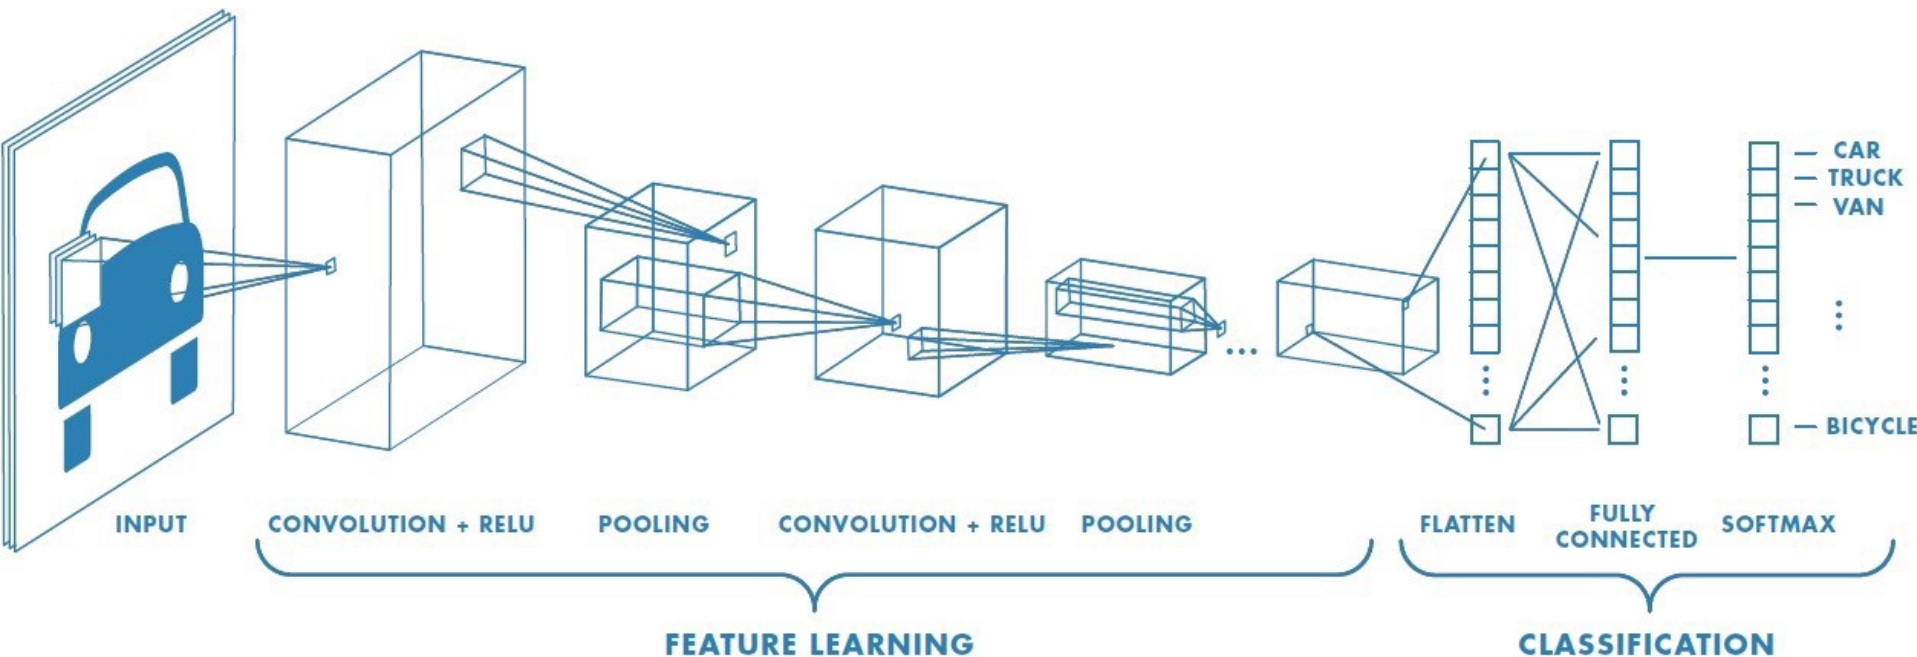 CAR
TRUCK
VAN
BICYCLE
INPUT
CONVOLUTION + RELU
POOLING
CONVOLUTION + RELU
POOLING
FLATTEN
FULLY
CONNECTED
SOFTMAX
FEATURE LEARNING
CLASSIFICATION